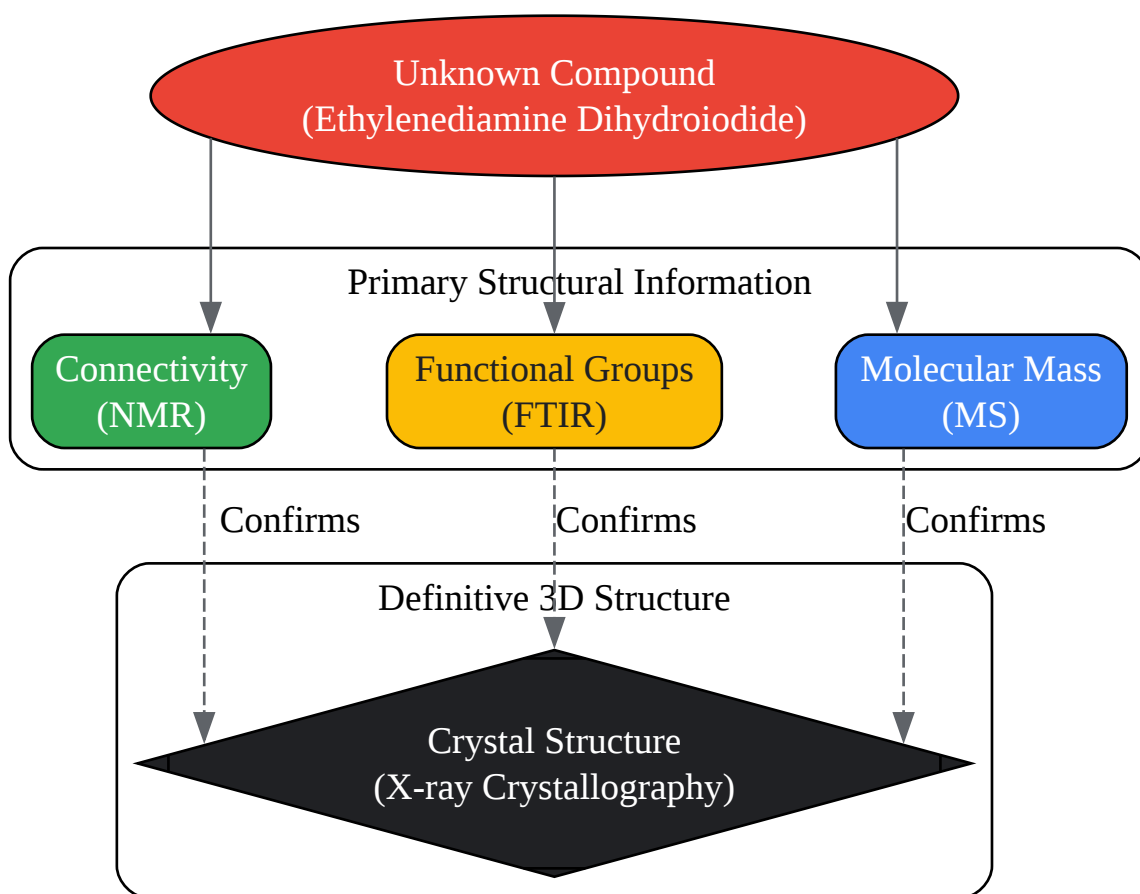 Unknown Compound
(Ethylenediamine Dihydroiodide)
Primary Structural Information
Connectivity
(NMR)
Functional Groups
(FTIR)
Molecular Mass
(MS)
Confirms
Confirms
Confirms
Definitive 3D Structure
Crystal Structure
(X-ray Crystallography)